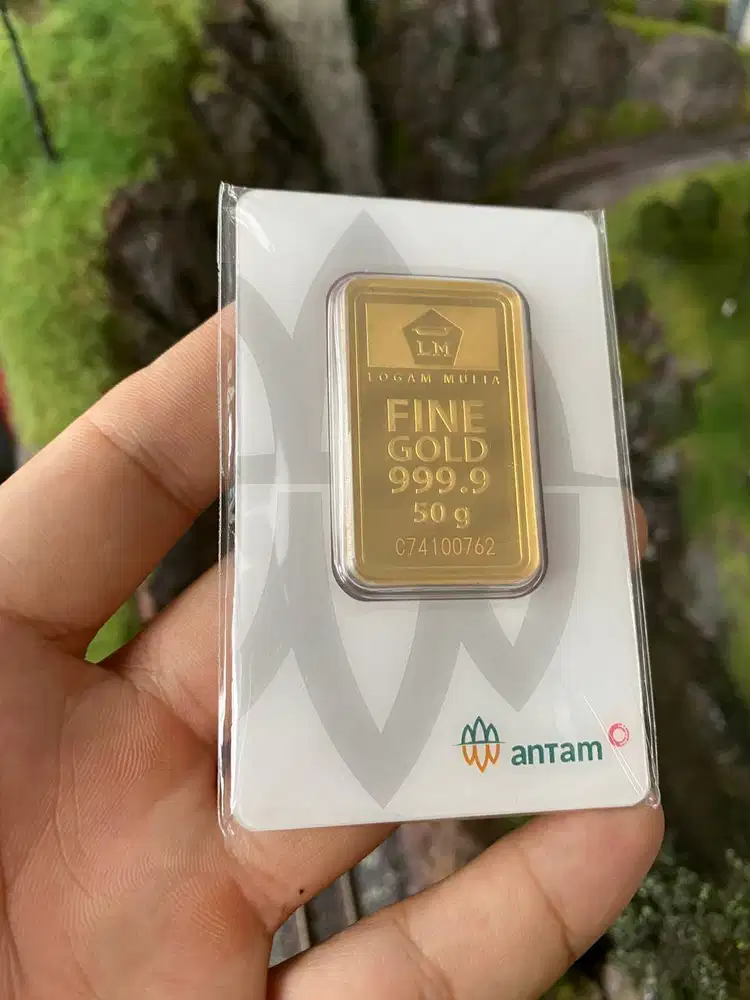 LM
LOGAM MULIA
FINE
GOLD
999.9
50 g
C74100762
antam